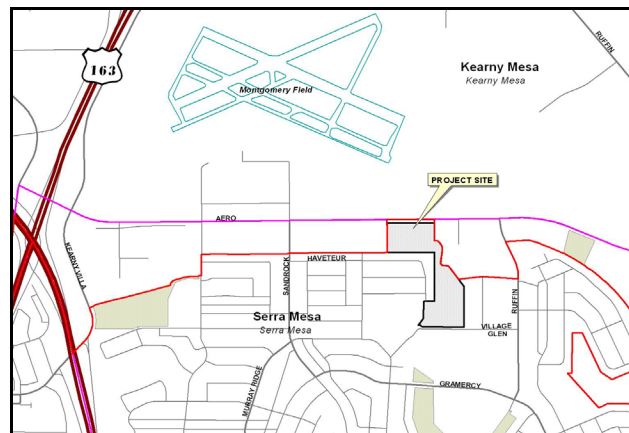 163
RUFFIN
Kearny Mesa
Kearny Mesa
Montgomery Field
PROJECT SITE
AERO
KEARNY VILLA
SANDROCK
HAVETEUR
RUFFIN
Serra Mesa
Serra Mesa
VILLAGE
GLEN
MURRAY RIDGE
GRAMERCY